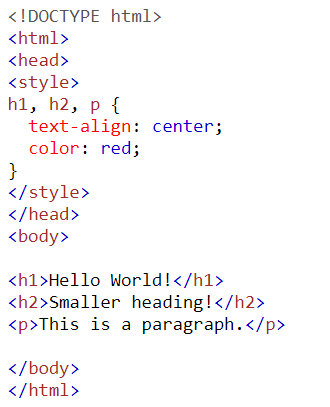 <!DOCTYPE html>
<html>
<head>
<style>
h1, h2, p {
  text-align: center;
  color: red;
}
</style>
</head>
<body>

<h1>Hello World!</h1>
<h2>Smaller heading!</h2>
<p>This is a paragraph.</p>

</body>
</html>